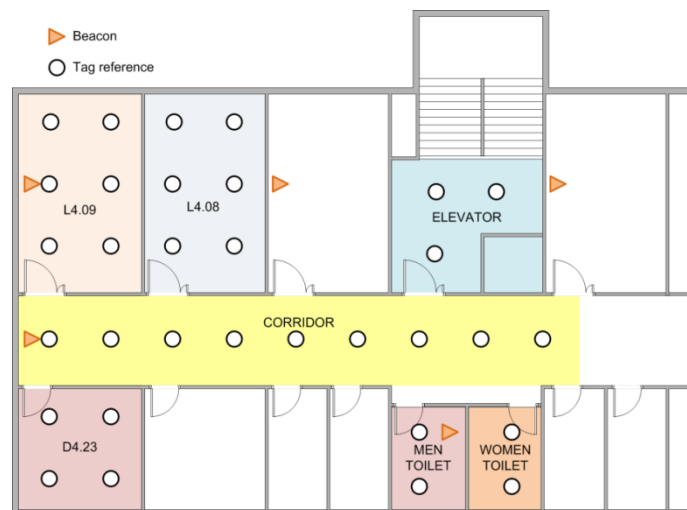 Beacon
Tag reference
L4.09
L4.08
ELEVATOR
CORRIDOR
D4.23
MEN
TOILET
WOMEN
TOILET